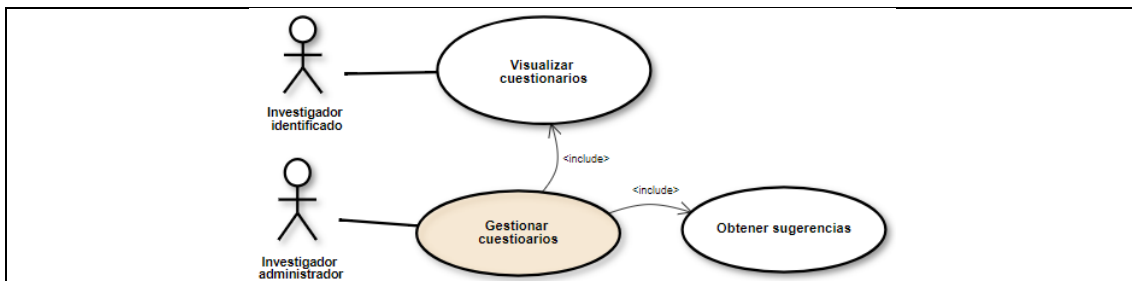 Visualizar
cuestionarios
Investigador
identificado
<include>
<include>
Gestionar
cuestioarios
Obtener sugerencias
Investigador
administrador